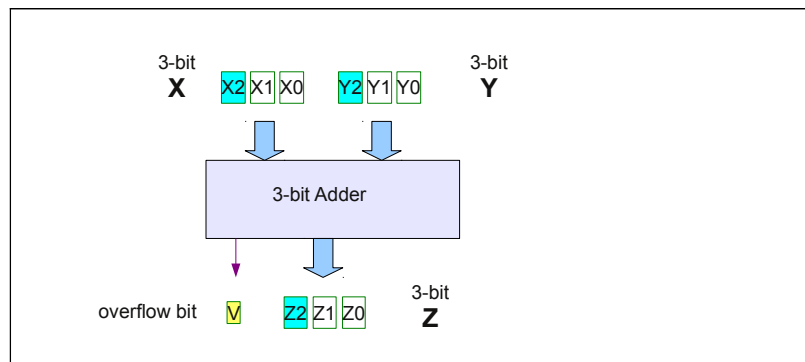 3-bit 3-bit
X X2 X1 X0 Y2 Y1 Y0 Y
3-bit Adder
3-bit
overflow bit V Z2 Z1 Z0 Z